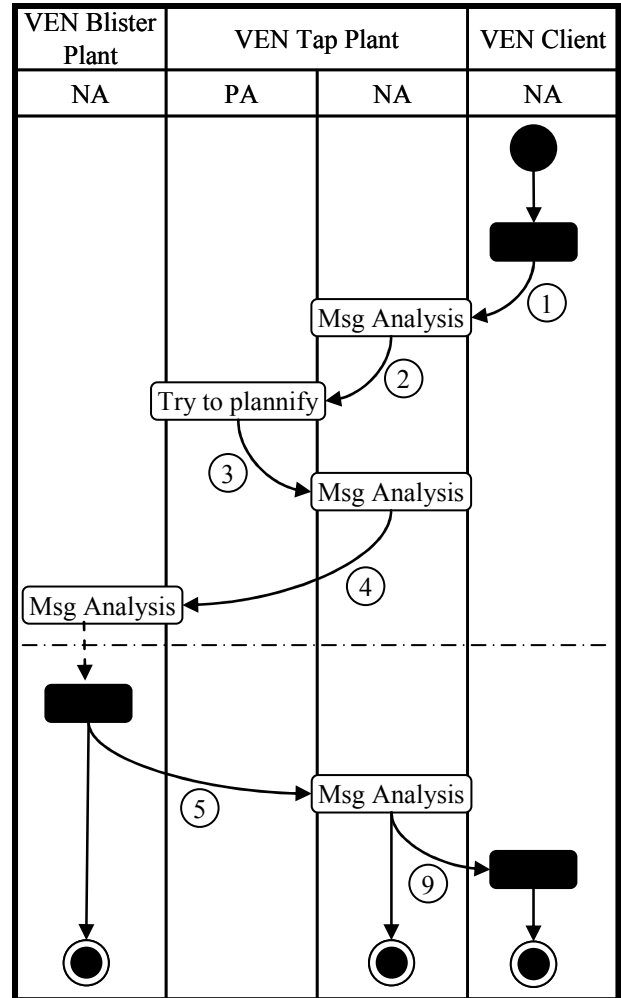 VEN Blister
Plant
VEN Tap Plant
VEN Client
NA
PA
NA
NA
1
Msg Analysis
2
Try to plannify
3
Msg Analysis
4
Msg Analysis
Msg Analysis
5
9